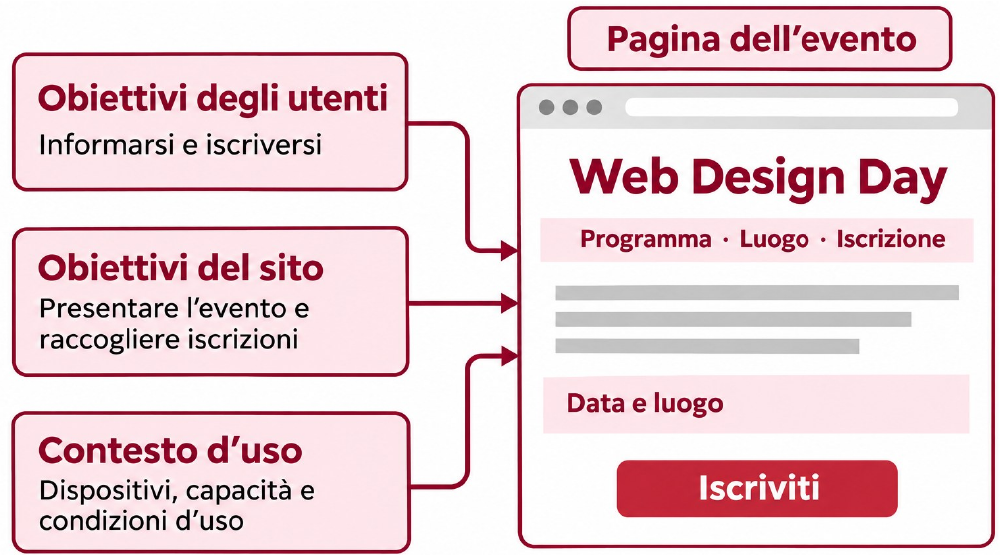 Obiettivi degli utenti
Informarsi e iscriversi
Obiettivi del sito
Presentare l’evento e
raccogliere iscrizioni
Contesto d’uso
Dispositivi, capacità e
condizioni d’uso
Pagina dell’evento
Web Design Day
Programma · Luogo · Iscrizione
Data e luogo
Iscriviti